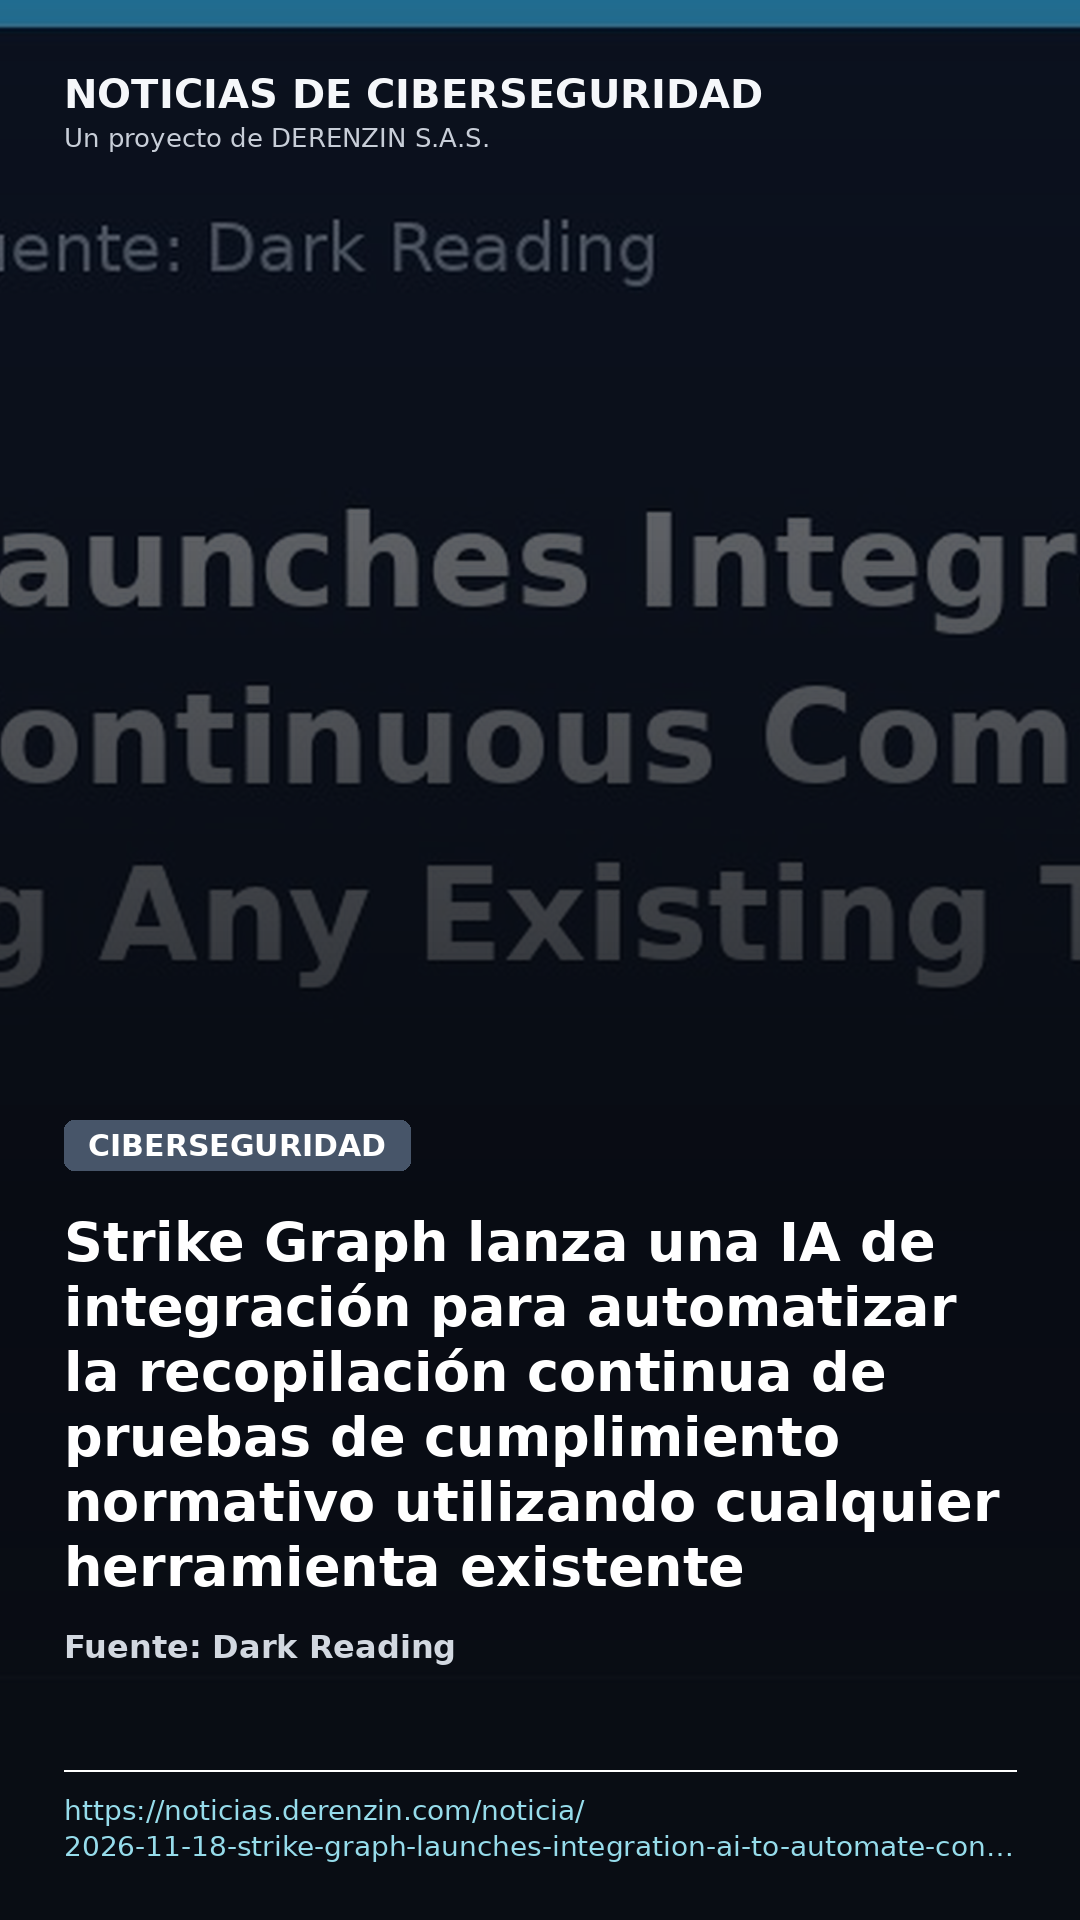 NOTICIAS DE CIBERSEGURIDAD
Un proyecto de DERENZIN S.A.S.
uente: Dark Reading
aunches Integr
ontinuous Com
g Any Existing T
CIBERSEGURIDAD
Strike Graph lanza una IA de
integración para automatizar
la recopilación continua de
pruebas de cumplimiento
normativo utilizando cualquier
herramienta existente
Fuente: Dark Reading
https://noticias.derenzin.com/noticia/
2026-11-18-strike-graph-launches-integration-ai-to-automate-con...